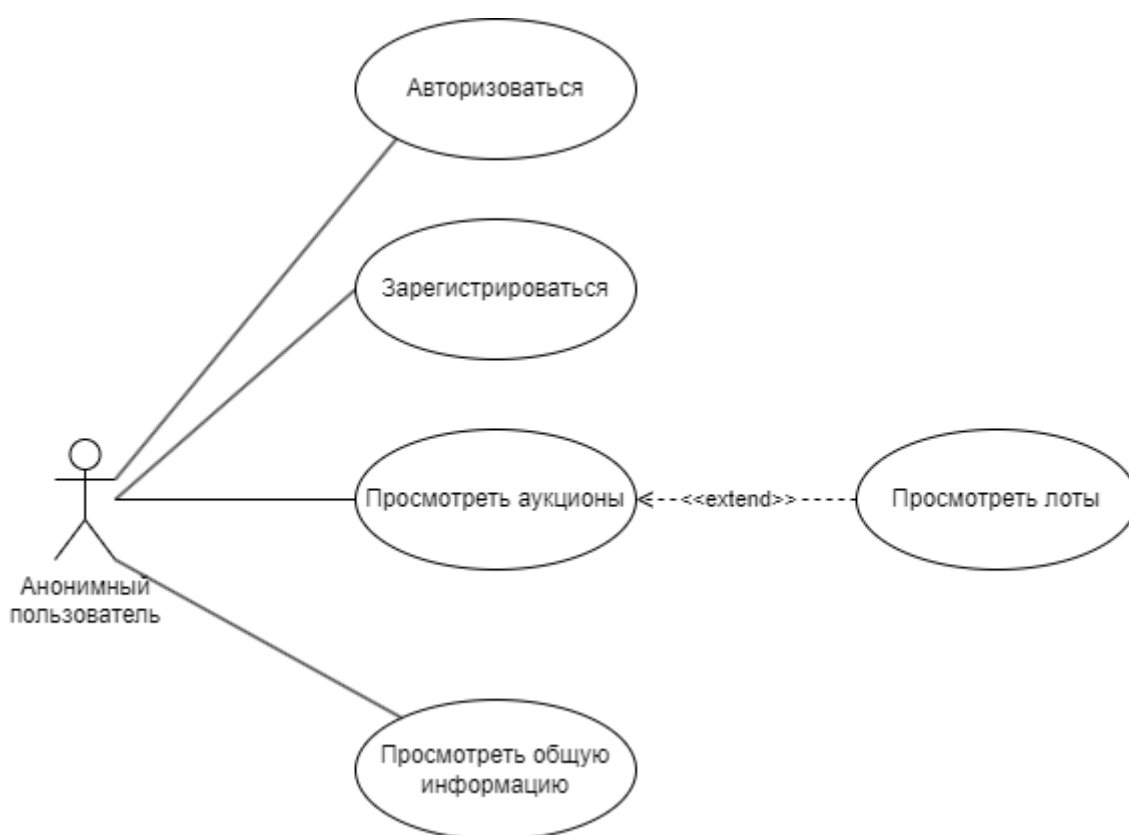 Авторизоваться
Зарегистрироваться
Просмотреть аукционы
<<extend>>
Просмотреть лоты
Анонимный
пользователь
Просмотреть общую
информацию